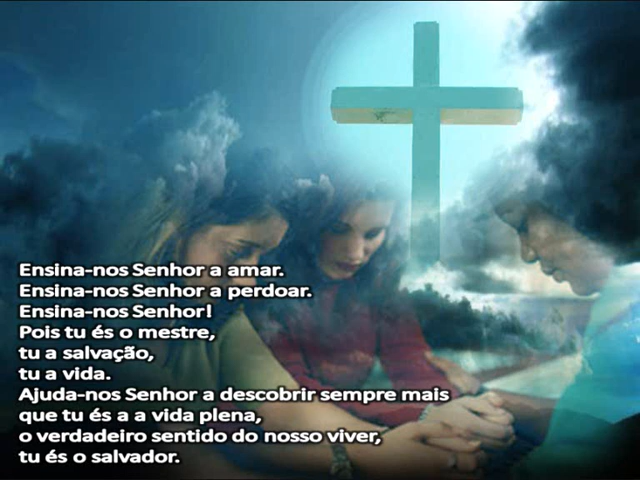 Ensina-nos Senhor a amar.
Ensina-nos Senhor a perdoar.
Ensina-nos Senhor!
Pois tu és o mestre,
tu a salvação,
tu a vida.
Ajuda-nos Senhor a descobrir sempre mais
que tu és a a vida plena,
o verdadeiro sentido do nosso viver,
tu és o salvador.